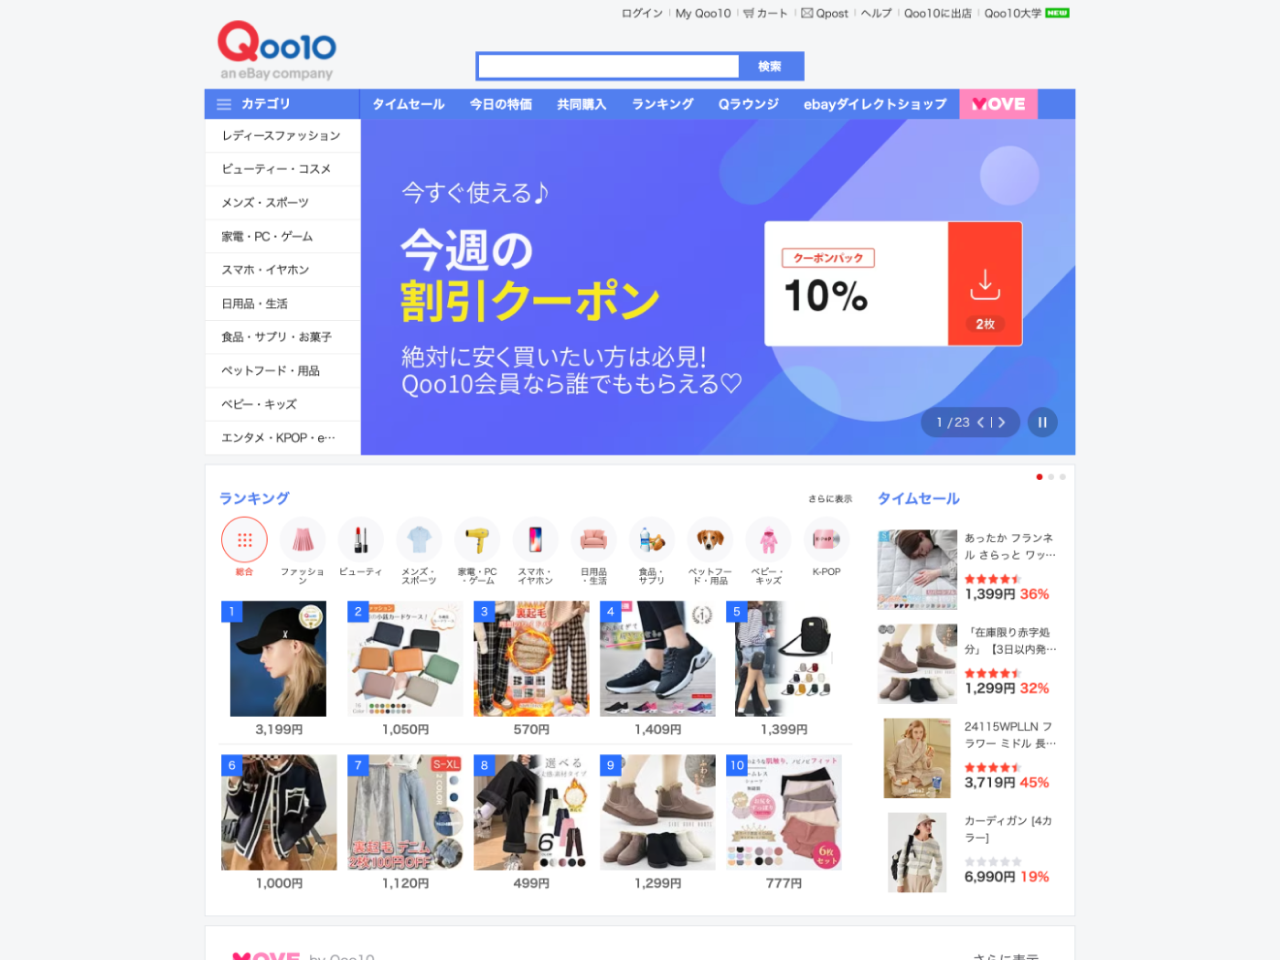 ログイン
My Qoo10
カート
Qpost
ヘルプ
Qoo10に出店
Qoo10大学
NEW
Qoo10
an eBay company
検索
カテゴリ
タイムセール
今日の特価
共同購入
ランキング
Qラウンジ
ebayダイレクトショップ
MOVE
レディースファッション
ビューティー・コスメ
メンズ・スポーツ
家電・PC・ゲーム
スマホ・イヤホン
日用品・生活
食品・サプリ・お菓子
ペットフード・用品
ベビー・キッズ
エンタメ・KPOP・e…
今すぐ使える♪
今週の
割引クーポン
絶対に安く買いたい方は必見!
Qoo10会員なら誰でももらえる♡
クーポンパック
10%
2枚
1 / 23
ランキング
さらに表示
総合
ファッショ
ン
ビューティ
メンズ・
スポーツ
家電・PC
・ゲーム
スマホ・
イヤホン
日用品
・生活
食品・
サプリ
ペットフー
ド・用品
ベビー・
キッズ
K-POP
1
3,199円
2
1,050円
3
裏起毛
570円
4
1,409円
5
1,399円
6
1,000円
7
S-XL
2 COLOR
裏起毛 デニム
2枚100円OFF
1,120円
8
選べる
6
499円
9
1,299円
10
6枚
セット
777円
タイムセール
あったか フランネ
ル さらっと ワッ…
1,399円 36%
「在庫限り赤字処
分」【3日以内発…
1,299円 32%
24115WPLLN フ
ラワー ミドル 長…
3,719円 45%
カーディガン [4カ
ラー]
6,990円 19%
MOVE by Qoo10
さらに表示